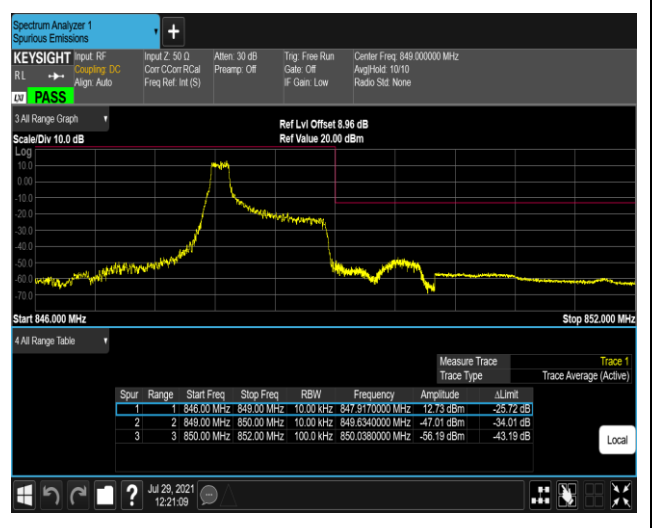 Spectrum Analyzer 1
Spurious Emissions
+
KEYSIGHT Input: RF Input Z: 50 Ω Atten: 30 dB Trig: Free Run Center Freq: 849.000000 MHz
RL Coupling: DC Corr CCorr RCal Preamp: Off Gate: Off Avg|Hold: 10/10
Align: Auto Freq Ref: Int (S) IF Gain: Low Radio Std: None
LXI PASS
3 All Range Graph
Ref Lvl Offset 8.96 dB
Scale/Div 10.0 dB Ref Value 20.00 dBm
Log
10.0
0.00
-10.0
-20.0
-30.0
-40.0
-50.0
-60.0
-70.0
Start 846.000 MHz Stop 852.000 MHz
4 All Range Table
Measure Trace Trace 1
Trace Type Trace Average (Active)
Spur Range Start Freq Stop Freq RBW Frequency Amplitude ΔLimit
1 1 846.00 MHz 849.00 MHz 10.00 kHz 847.9170000 MHz 12.73 dBm -25.72 dB
2 2 849.00 MHz 850.00 MHz 10.00 kHz 849.6340000 MHz -47.01 dBm -34.01 dB
3 3 850.00 MHz 852.00 MHz 100.0 kHz 850.0380000 MHz -56.19 dBm -43.19 dB
Local
? Jul 29, 2021
12:21:09